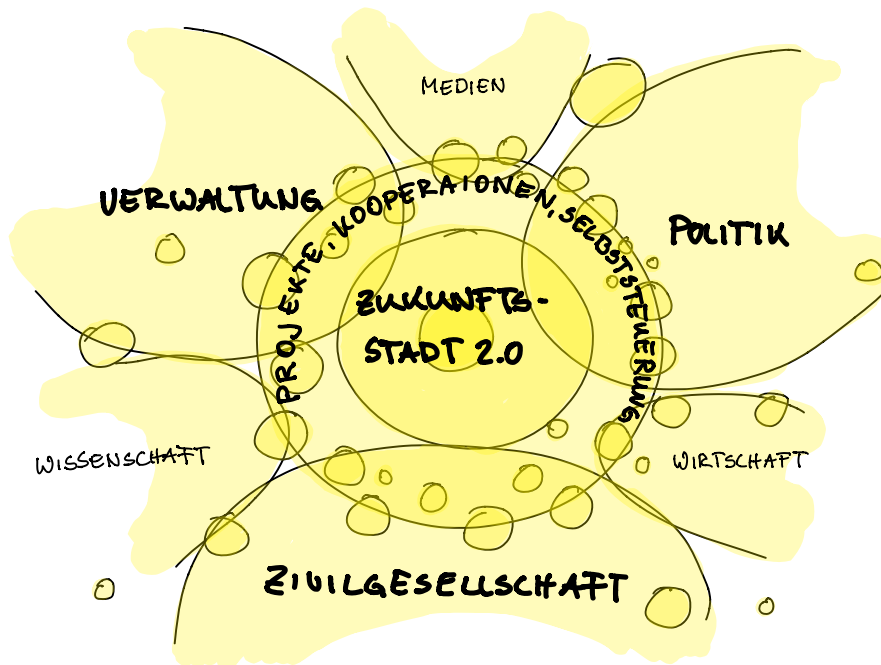 MEDIEN
VERWALTUNG
POLITIK
PROJEKTE, KOOPERAIONEN, SELBSTSTEUERUNG
ZUKUNFTS-
STADT 2.0
WISSENSCHAFT
WIRTSCHAFT
ZIVILGESELLSCHAFT